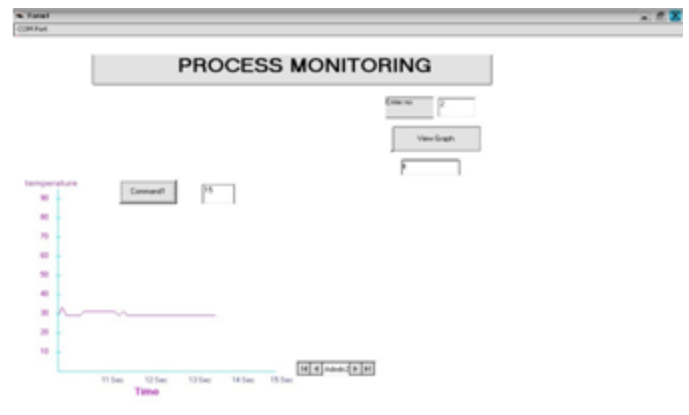 Form1
COM Port
PROCESS MONITORING
Enter no
2
View Graph
temperature
Command1
15
90
80
70
60
50
40
30
20
10
11 Sec 12 Sec 13 Sec 14 Sec 15 Sec
Time